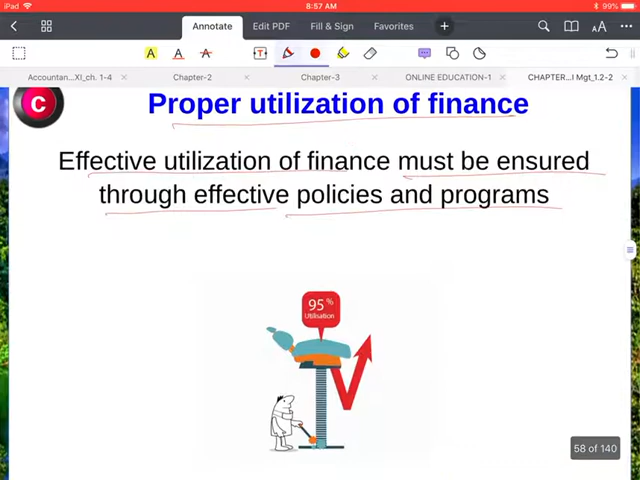 iPad
8:57 AM
99%
Annotate
Edit PDF
Fill & Sign
Favorites
Accountan...XI_ch. 1-4
Chapter-2
Chapter-3
ONLINE EDUCATION-1
CHAPTER...I Mgt_1.2-2
C
Proper utilization of finance
Effective utilization of finance must be ensured
through effective policies and programs
95%
Utilisation
58 of 140